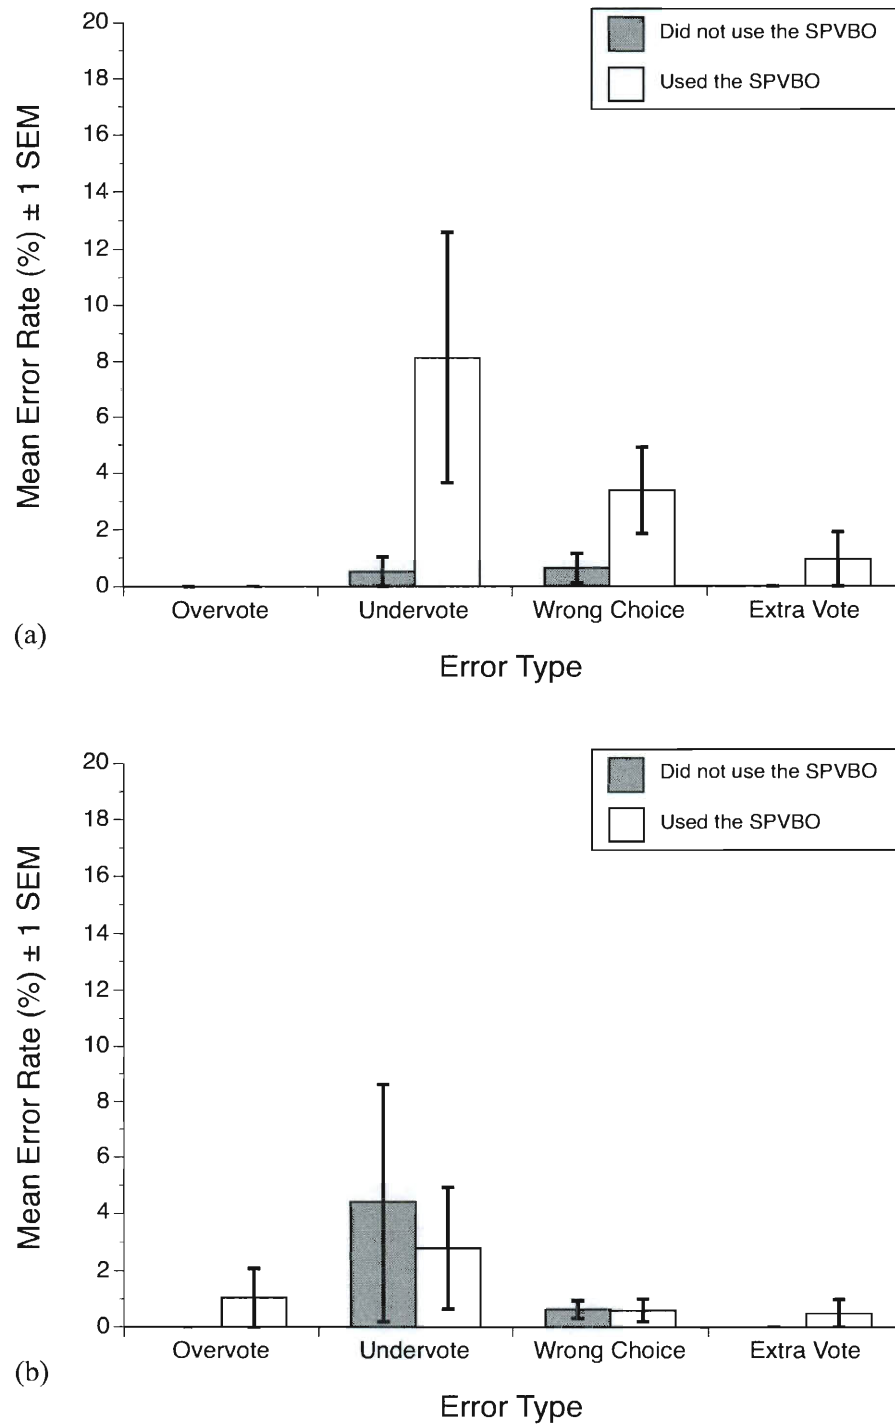 20
18
16
14
12
10
8
6
4
2
0
Mean Error Rate (%) ± 1 SEM
Did not use the SPVBO
Used the SPVBO
Overvote Undervote Wrong Choice Extra Vote
(a)
Error Type
20
18
16
14
12
10
8
6
4
2
0
Mean Error Rate (%) ± 1 SEM
Did not use the SPVBO
Used the SPVBO
Overvote Undervote Wrong Choice Extra Vote
(b)
Error Type